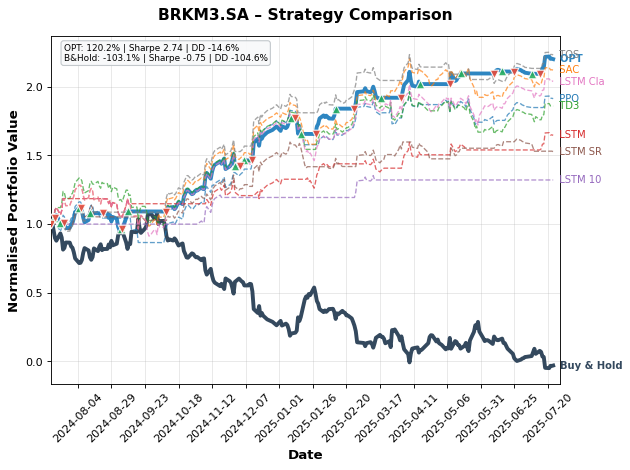 BRKM3.SA – Strategy Comparison
OPT: 120.2% | Sharpe 2.74 | DD -14.6%
B&Hold: -103.1% | Sharpe -0.75 | DD -104.6%
Normalised Portfolio Value
2.0
1.5
1.0
0.5
0.0
OPT
SAC
LSTM Cla
PPO
TD3
LSTM
LSTM SR
LSTM 10
Buy & Hold
2024-08-04
2024-08-29
2024-09-23
2024-10-18
2024-11-12
2024-12-07
2025-01-01
2025-01-26
2025-02-20
2025-03-17
2025-04-11
2025-05-06
2025-05-31
2025-06-25
2025-07-20
Date